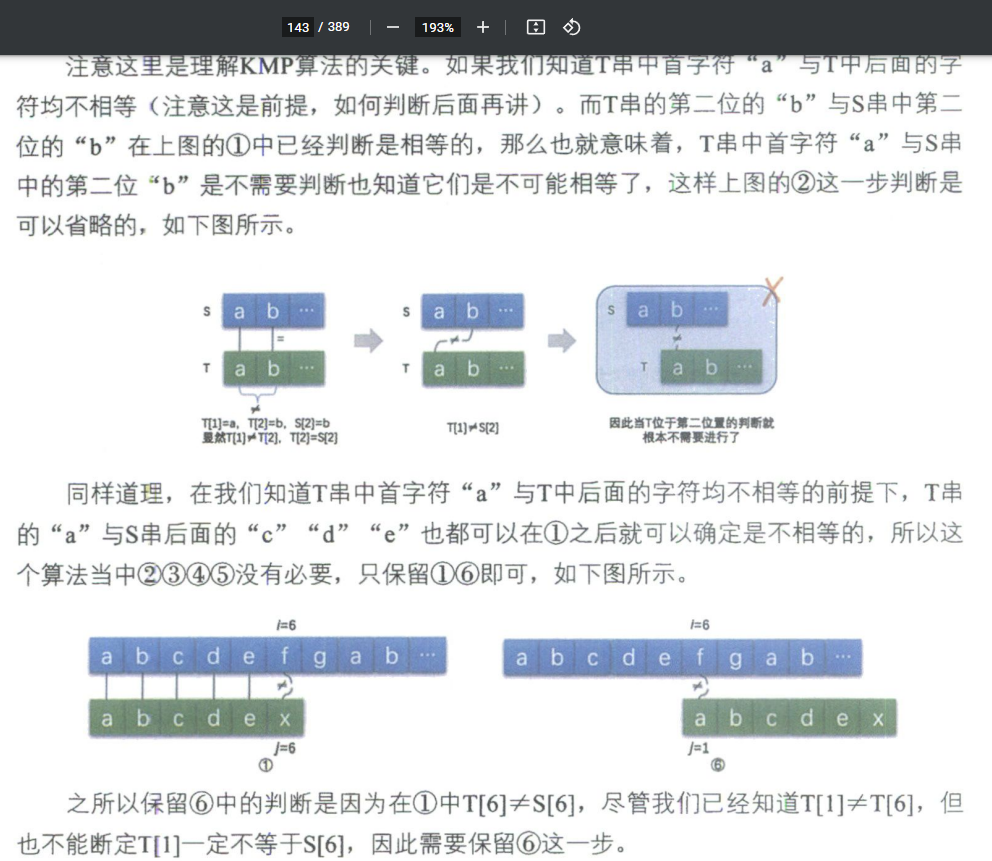 143 / 389 193%
注意这里是理解KMP算法的关键。如果我们知道T串中首字符“a”与T中后面的字
符均不相等（注意这是前提，如何判断后面再讲）。而T串的第二位的“b”与S串中第二
位的“b”在上图的①中已经判断是相等的，那么也就意味着，T串中首字符“a”与S串
中的第二位“b”是不需要判断也知道它们是不可能相等了，这样上图的②这一步判断是
可以省略的，如下图所示。
S a b … S a b … S a b …
= ≠ ≠
T a b … T a b … T a b …
≠
T[1]=a，T[2]=b，S[2]=b
显然T[1]≠T[2]，T[2]=S[2]
T[1]≠S[2]
因此当T位于第二位置的判断就
根本不需要进行了
同样道理，在我们知道T串中首字符“a”与T中后面的字符均不相等的前提下，T串
的“a”与S串后面的“c”“d”“e”也都可以在①之后就可以确定是不相等的，所以这
个算法当中②③④⑤没有必要，只保留①⑥即可，如下图所示。
i=6 i=6
a b c d e f g a b … a b c d e f g a b …
≠ ≠
a b c d e x a b c d e x
j=6 j=1
① ⑥
之所以保留⑥中的判断是因为在①中T[6]≠S[6]，尽管我们已经知道T[1]≠T[6]，但
也不能断定T[1]一定不等于S[6]，因此需要保留⑥这一步。